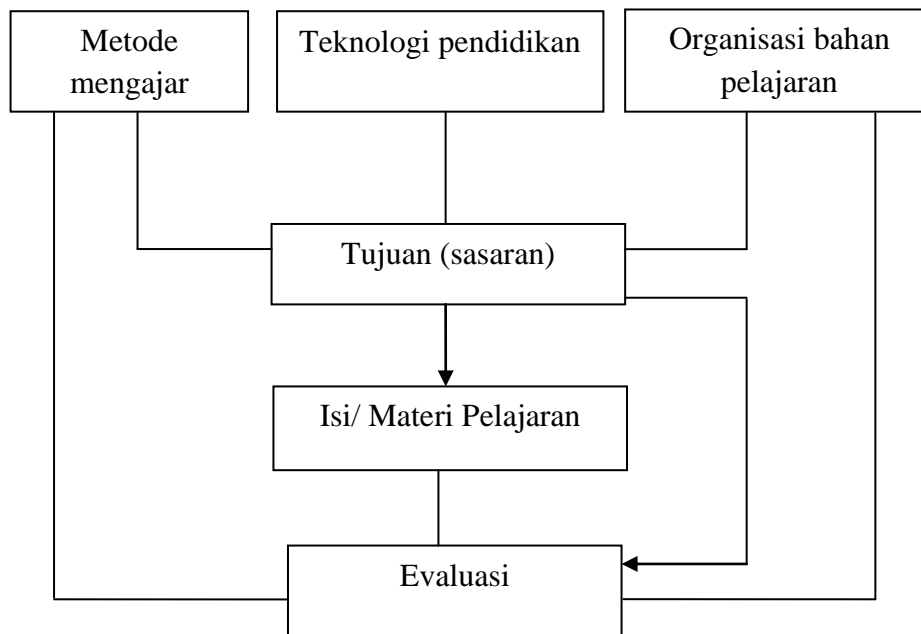 Metode
mengajar
Teknologi pendidikan
Organisasi bahan
pelajaran
Tujuan (sasaran)
Isi/ Materi Pelajaran
Evaluasi